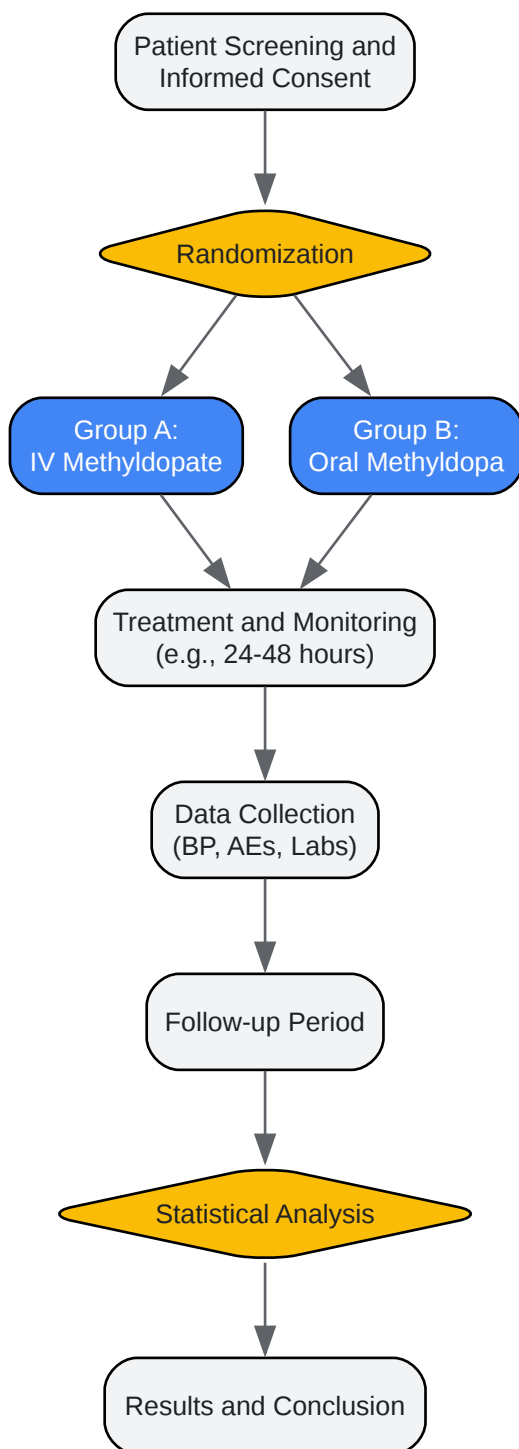 Patient Screening and
Informed Consent
Randomization
Group A:
IV Methyldopate
Group B:
Oral Methyldopa
Treatment and Monitoring
(e.g., 24-48 hours)
Data Collection
(BP, AEs, Labs)
Follow-up Period
Statistical Analysis
Results and Conclusion